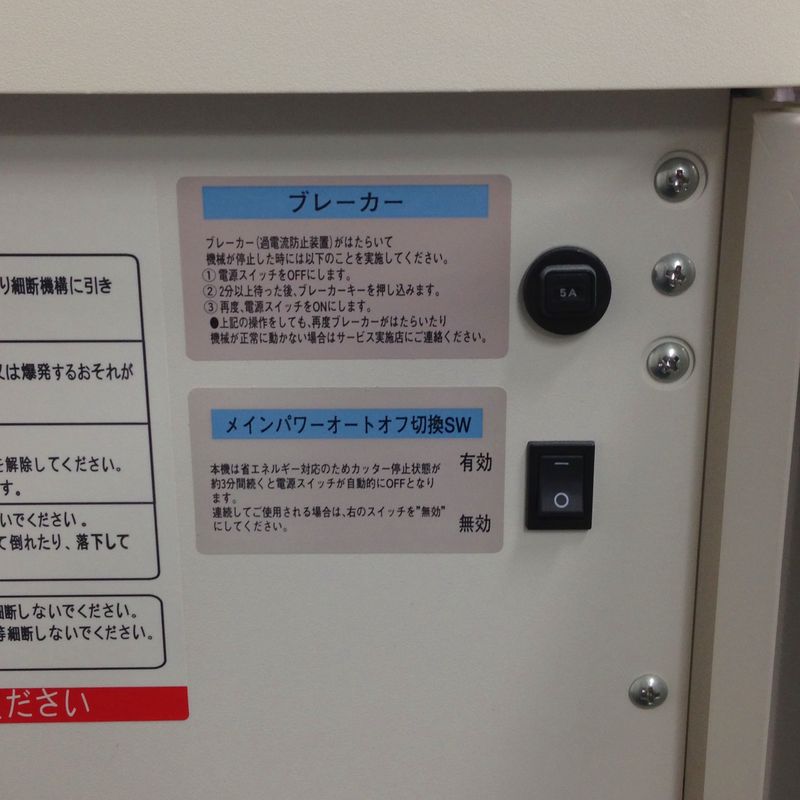 ブレーカー
ブレーカー(過電流防止装置)がはたらいて
機械が停止した時には以下のことを実施してください。
①電源スイッチをOFFにします。
②2分以上待った後、ブレーカーキーを押し込みます。
③再度、電源スイッチをONにします。
●上記の操作をしても、再度ブレーカーがはたらいたり
機械が正常に動かない場合はサービス実施店にご連絡ください。
5A
メインパワーオートオフ切換SW
本機は省エネルギー対応のためカッター停止状態が
約3分間続くと電源スイッチが自動的にOFFとなり
ます。
連続してご使用される場合は、右のスイッチを"無効"
にしてください。
有効
無効
り細断機構に引き
又は爆発するおそれが
を解除してください。
す。
いでください。
て倒れたり、落下して
細断しないでください。
等細断しないでください。
ください